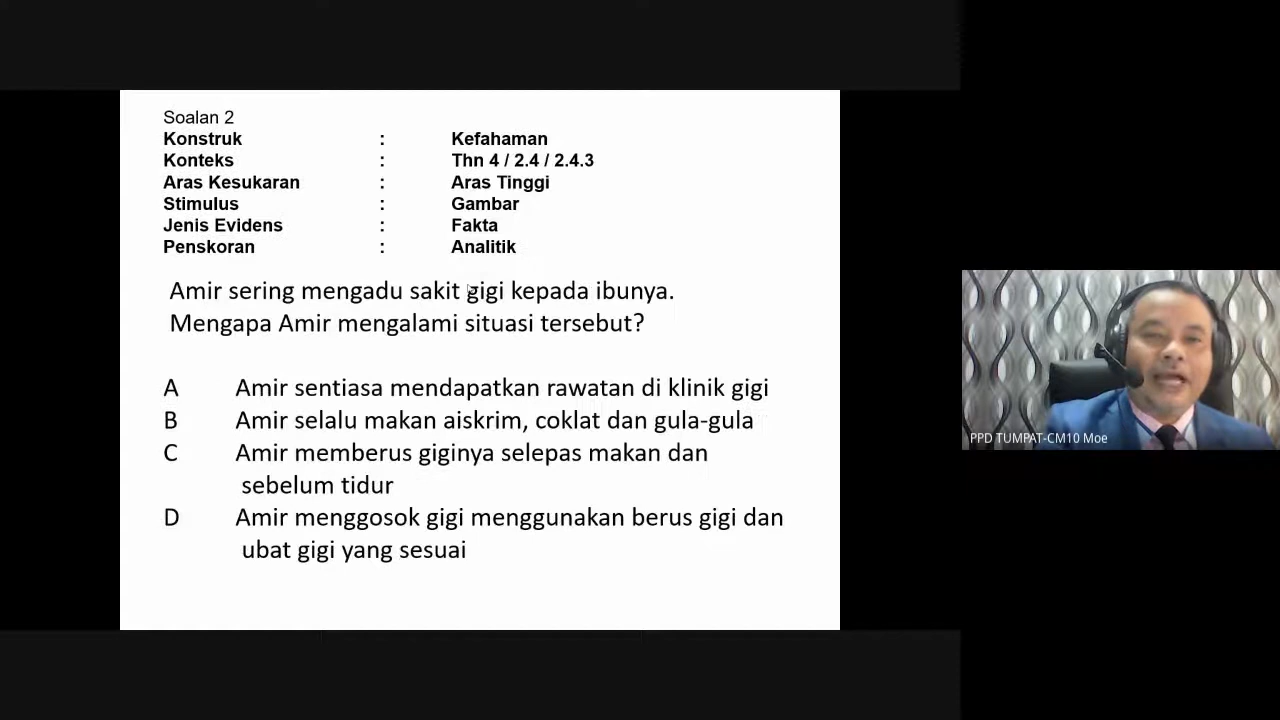 Soalan 2
Konstruk : Kefahaman
Konteks : Thn 4 / 2.4 / 2.4.3
Aras Kesukaran : Aras Tinggi
Stimulus : Gambar
Jenis Evidens : Fakta
Penskoran : Analitik
Amir sering mengadu sakit gigi kepada ibunya.
Mengapa Amir mengalami situasi tersebut?
A Amir sentiasa mendapatkan rawatan di klinik gigi
B Amir selalu makan aiskrim, coklat dan gula-gula
C Amir memberus giginya selepas makan dan
sebelum tidur
D Amir menggosok gigi menggunakan berus gigi dan
ubat gigi yang sesuai
PPD TUMPAT-CM10 Moe